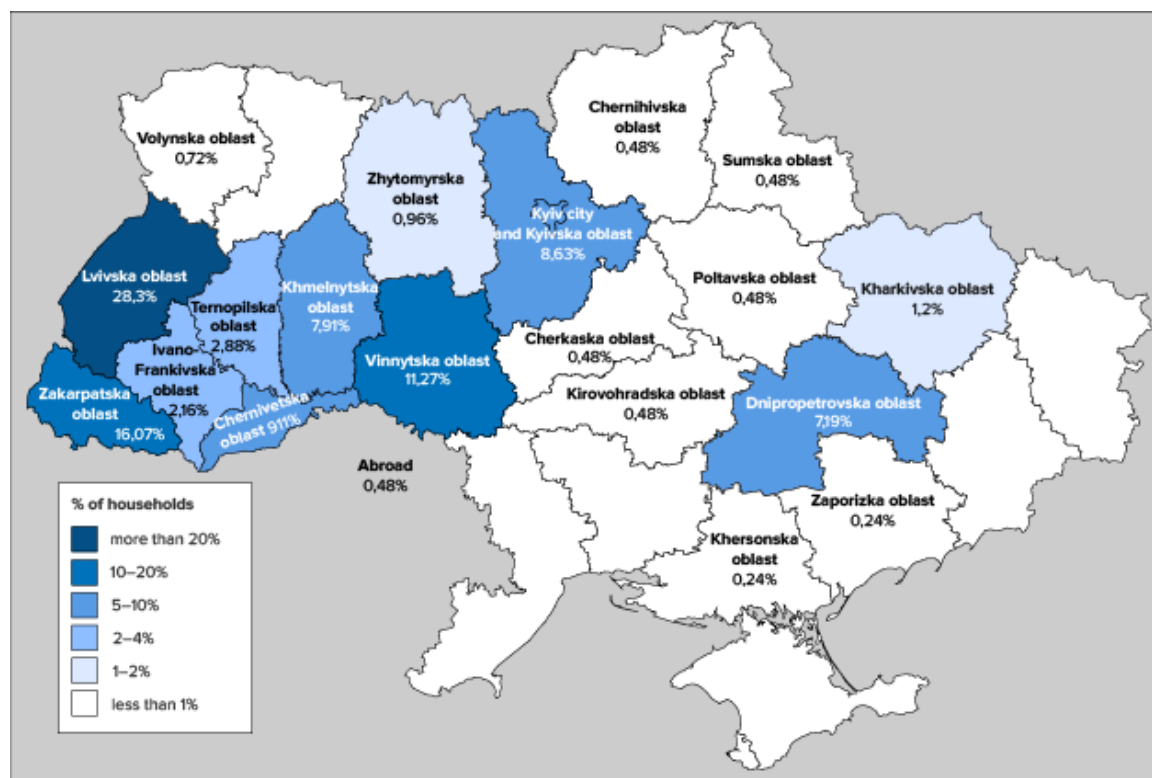 Chernihivska
oblast
0,48%
Volynska oblast
0,72%
Sumska oblast
0,48%
Zhytomyrska
oblast
0,96%
Kyiv city
and Kyivska oblast
8,63%
Lvivska oblast
28,3%
Ternopilska
oblast
2,88%
Khmelnytska
oblast
7,91%
Poltavska oblast
0,48%
Kharkivska oblast
1,2%
Cherkaska oblast
0,48%
Ivano-
Frankivska
oblast
2,16%
Vinnytska oblast
11,27%
Zakarpatska
oblast
16,07%
Chernivetska
oblast 911%
Kirovohradska oblast
0,48%
Dnipropetrovska oblast
7,19%
Abroad
0,48%
Zaporizka oblast
0,24%
Khersonska
oblast
0,24%
% of households
more than 20%
10–20%
5–10%
2–4%
1–2%
less than 1%